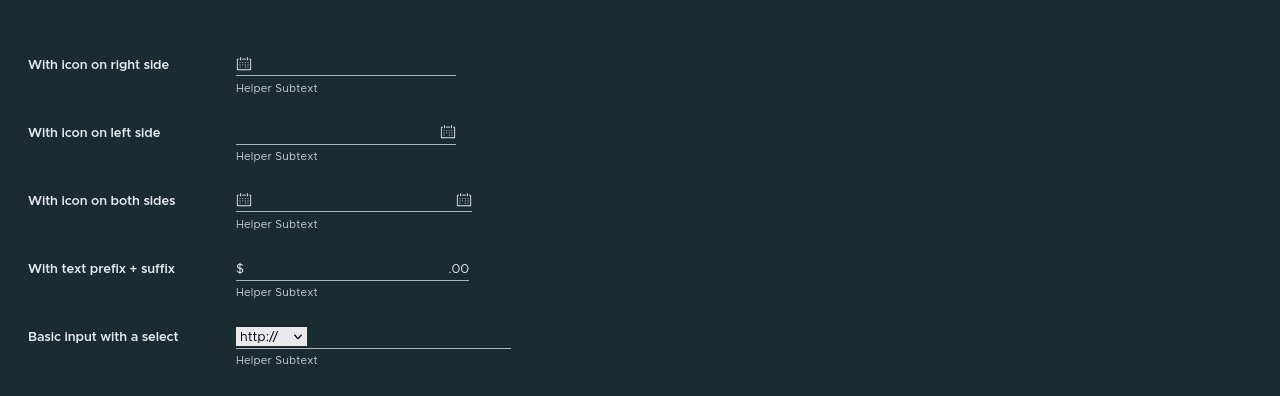 With icon on right side
Helper Subtext
With icon on left side
Helper Subtext
With icon on both sides
Helper Subtext
With text prefix + suffix $ .00
Helper Subtext
Basic input with a select http://
Helper Subtext